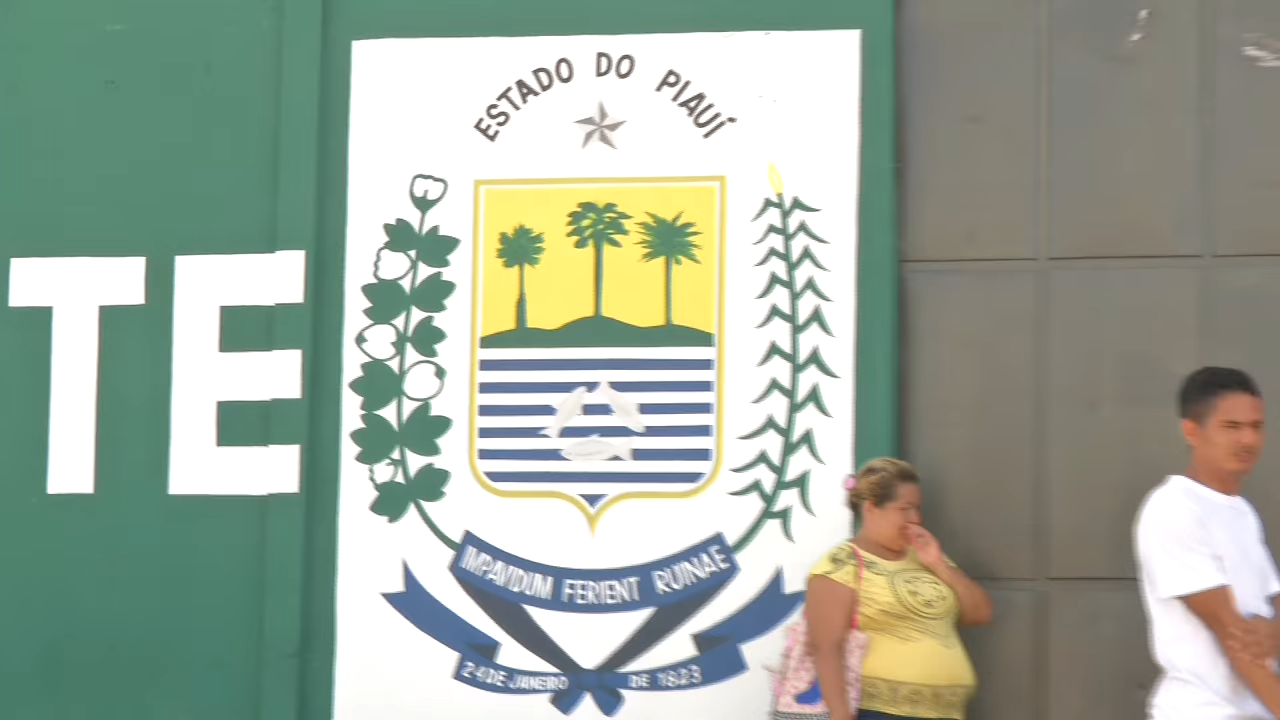 ESTADO DO PIAUÍ
TE
IMPAVIDUM FERIENT RUINAE
24 DE JANEIRO DE 1823